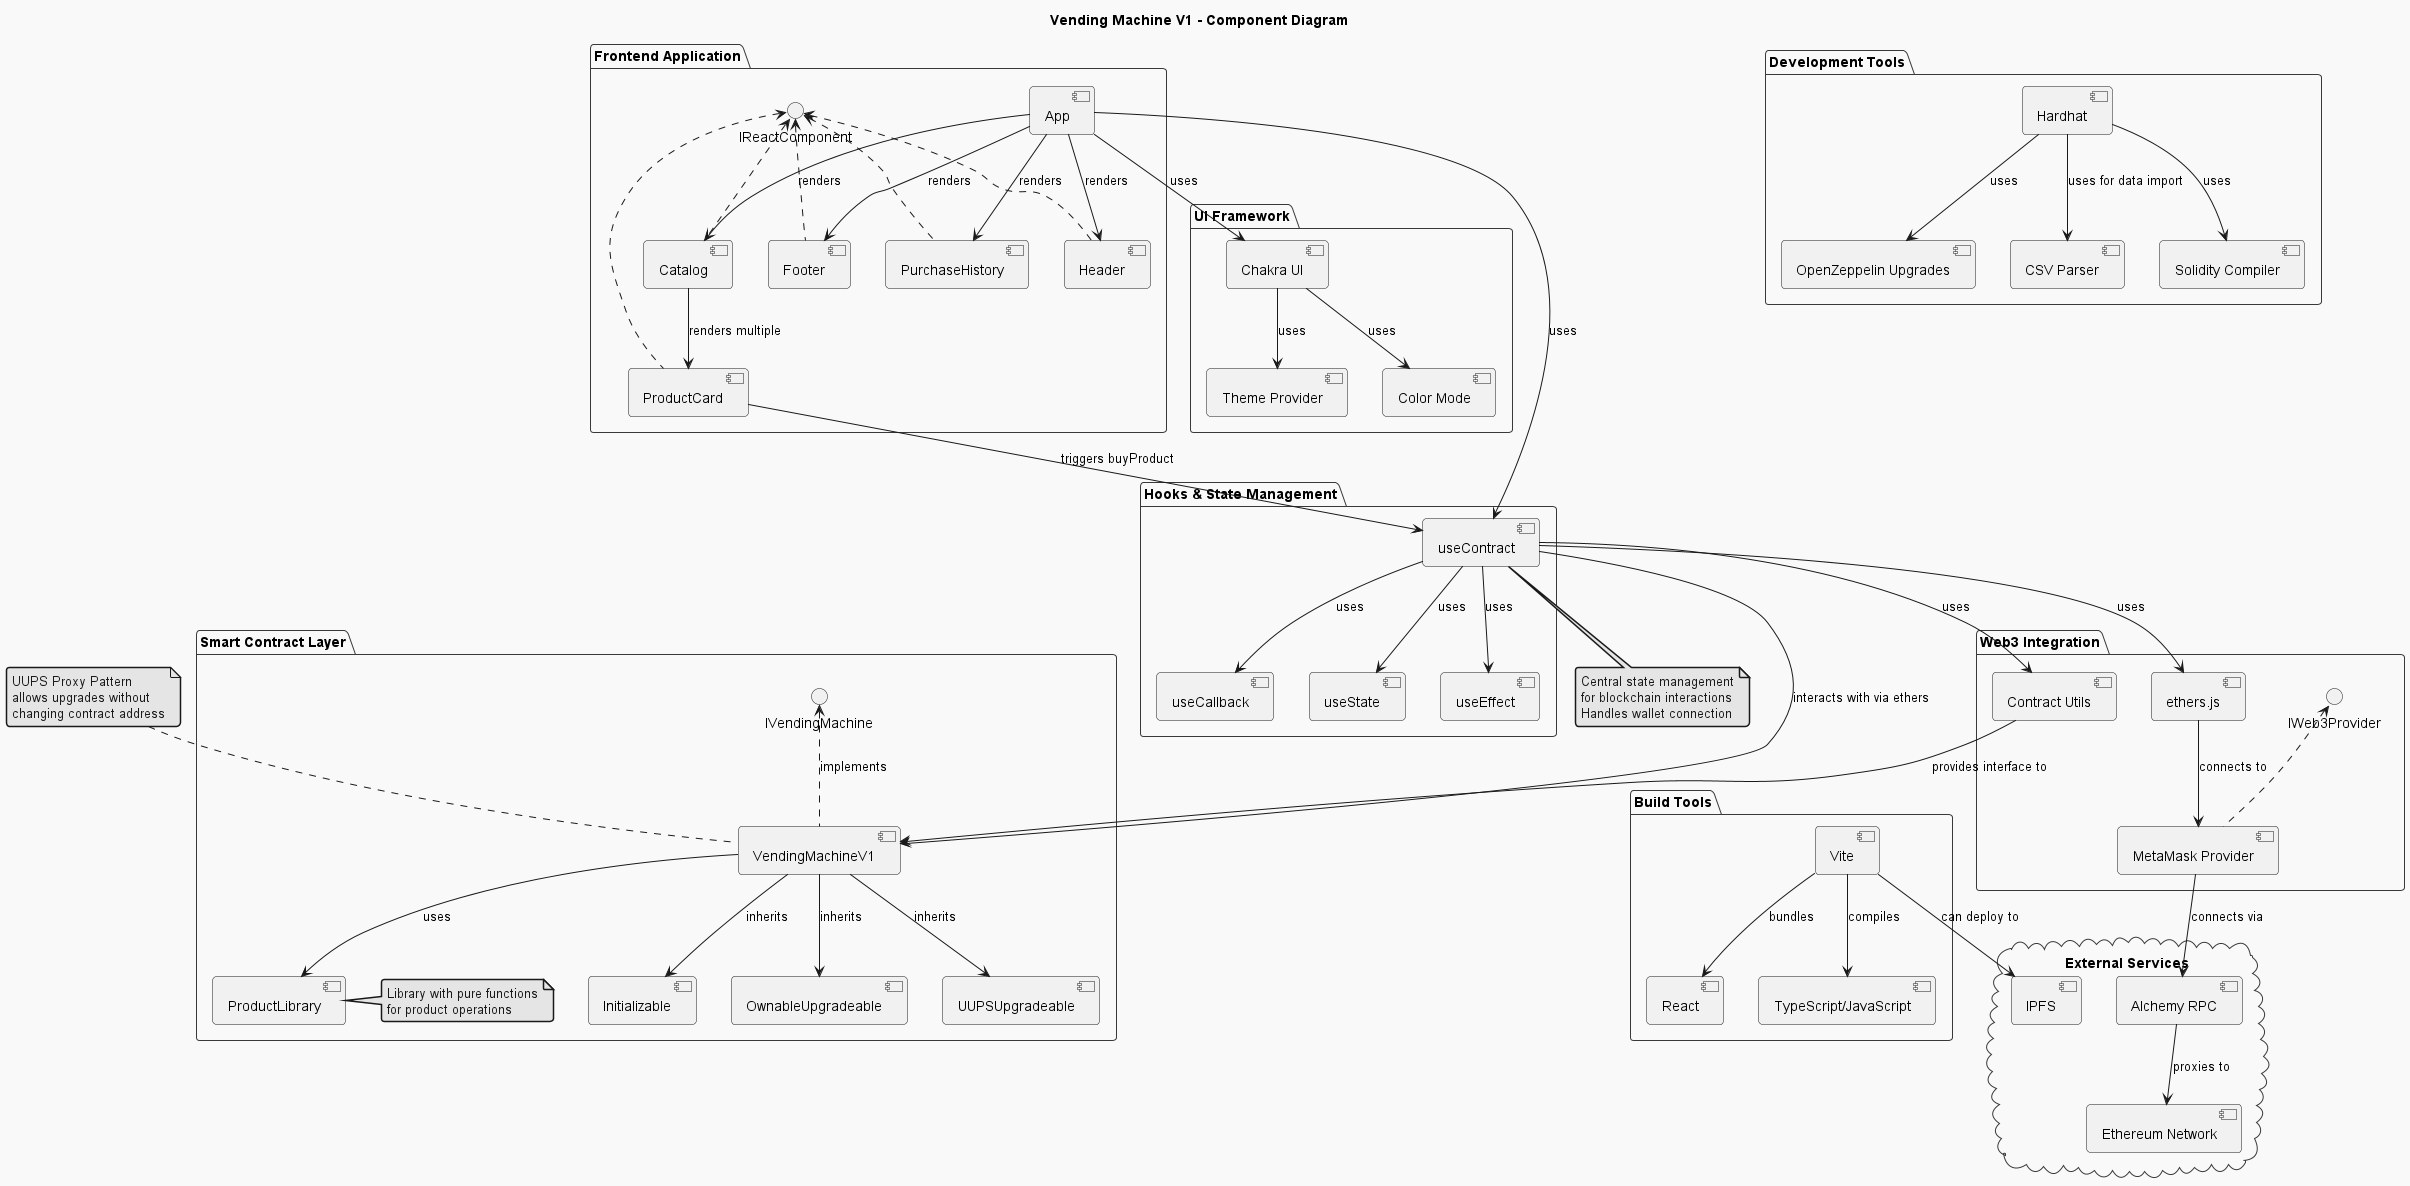 Vending Machine V1 - Component Diagram
Frontend Application
App
IReactComponent
renders
renders
renders
renders
uses
uses
Catalog
Footer
PurchaseHistory
Header
renders multiple
ProductCard
triggers buyProduct
UI Framework
Chakra UI
uses
uses
Theme Provider
Color Mode
Development Tools
Hardhat
uses
uses for data import
uses
OpenZeppelin Upgrades
CSV Parser
Solidity Compiler
Hooks & State Management
useContract
uses
uses
uses
useCallback
useState
useEffect
Central state management
for blockchain interactions
Handles wallet connection
interacts with via ethers
uses
uses
Web3 Integration
Contract Utils
ethers.js
IWeb3Provider
provides interface to
connects to
MetaMask Provider
connects via
Smart Contract Layer
UUPS Proxy Pattern
allows upgrades without
changing contract address
IVendingMachine
implements
VendingMachineV1
uses
inherits
inherits
inherits
ProductLibrary
Library with pure functions
for product operations
Initializable
OwnableUpgradeable
UUPSUpgradeable
Build Tools
Vite
bundles
compiles
can deploy to
React
TypeScript/JavaScript
External Services
IPFS
Alchemy RPC
proxies to
Ethereum Network